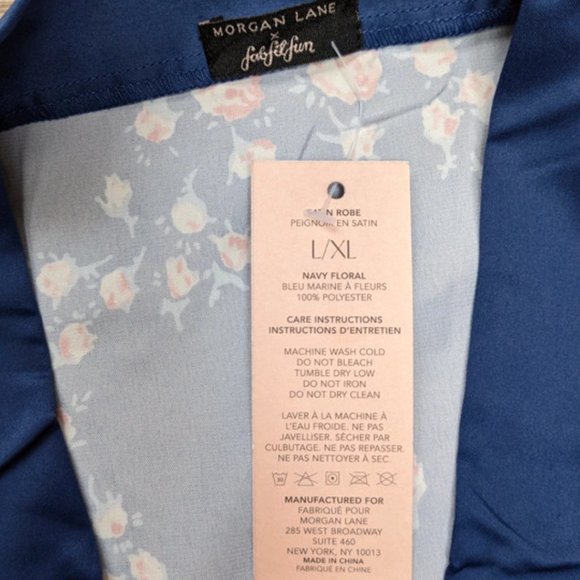 MORGAN LANE
x
fabfitfun
SATIN ROBE
PEIGNOIR EN SATIN
L/XL
NAVY FLORAL
BLEU MARINE À FLEURS
100% POLYESTER
CARE INSTRUCTIONS
INSTRUCTIONS D'ENTRETIEN
MACHINE WASH COLD
DO NOT BLEACH
TUMBLE DRY LOW
DO NOT IRON
DO NOT DRY CLEAN
LAVER À LA MACHINE À
L'EAU FROIDE. NE PAS
JAVELLISER. SÉCHER PAR
CULBUTAGE. NE PAS REPASSER.
NE PAS NETTOYER À SEC.
30
MANUFACTURED FOR
FABRIQUÉ POUR
MORGAN LANE
285 WEST BROADWAY
SUITE 460
NEW YORK, NY 10013
MADE IN CHINA
FABRIQUÉ EN CHINE